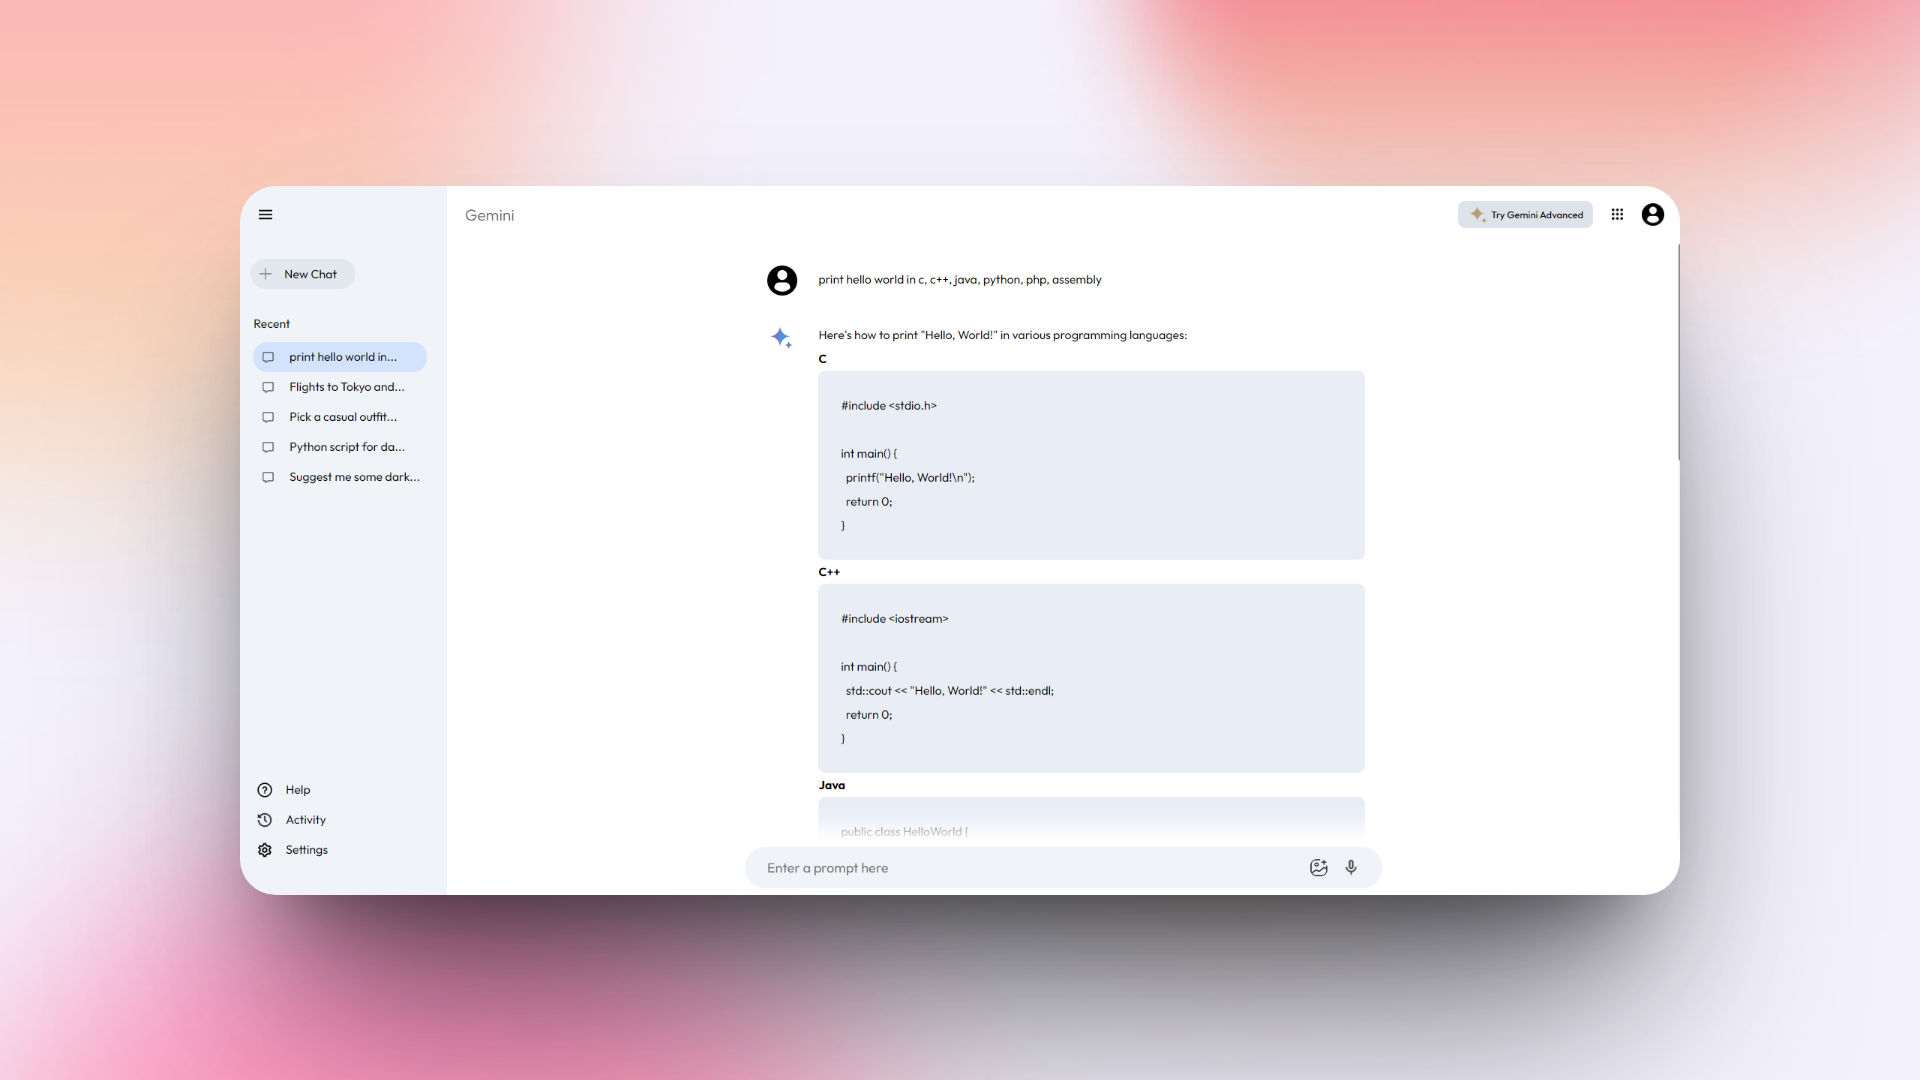 Gemini
Try Gemini Advanced
New Chat
Recent
print hello world in...
Flights to Tokyo and...
Pick a casual outfit...
Python script for da...
Suggest me some dark...
Help
Activity
Settings
print hello world in c, c++, java, python, php, assembly
Here's how to print "Hello, World!" in various programming languages:
C
#include <stdio.h>
int main() {
printf("Hello, World!\n");
return 0;
}
C++
#include <iostream>
int main() {
std::cout << "Hello, World!" << std::endl;
return 0;
}
Java
public class HelloWorld {
Enter a prompt here